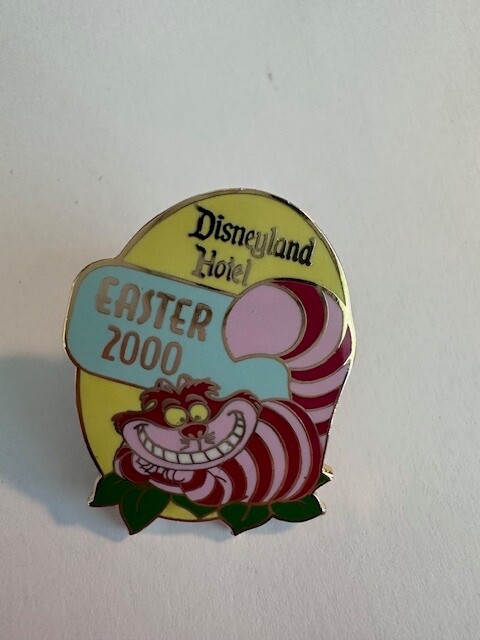 Disneyland
Hotel
EASTER
2000